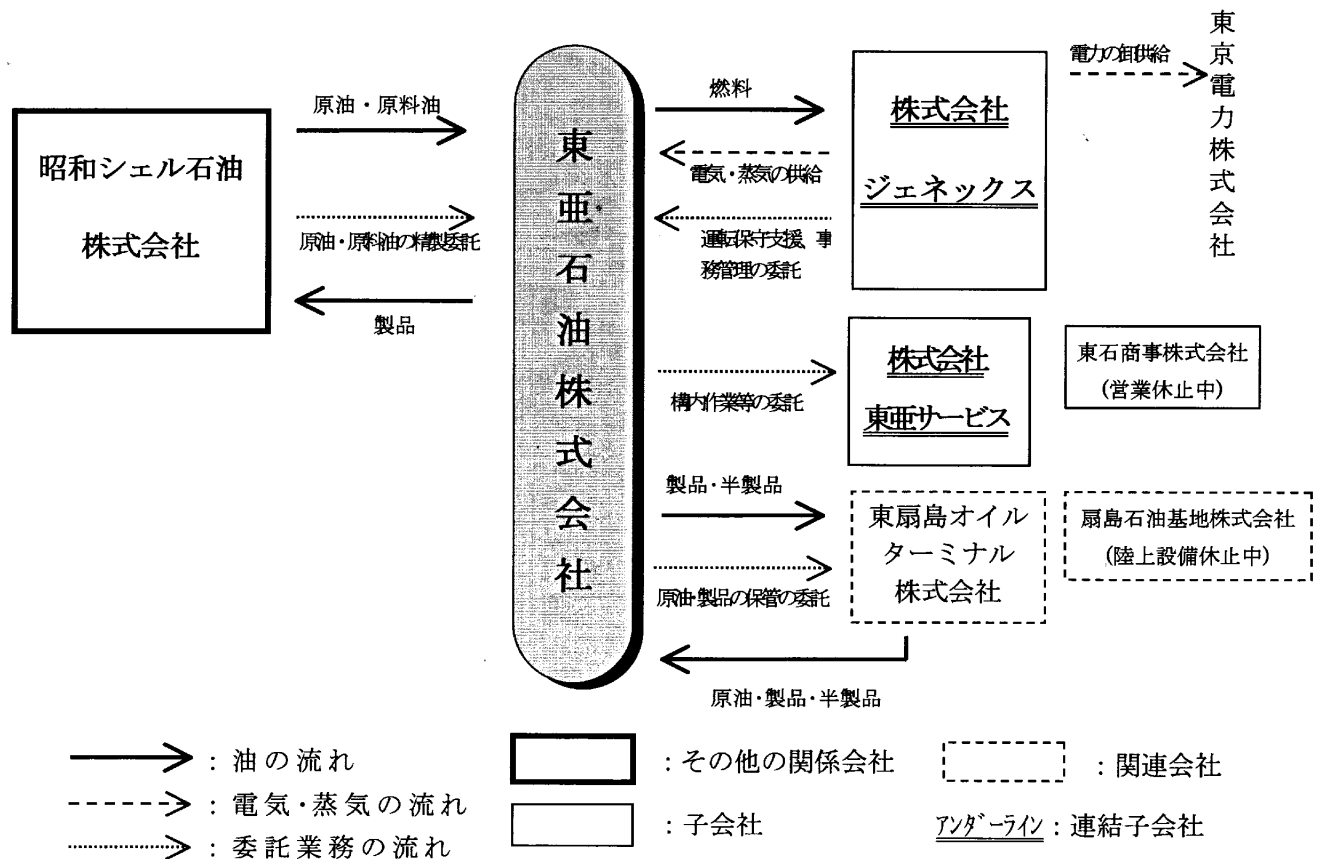 昭和シェル石油
株式会社
原油・原料油
原油・原料油の精製委託
製品
東亜石油株式会社
燃料
電気・蒸気の供給
運転保守支援、事
務管理の委託
株式会社
ジェネックス
電力の卸供給
東京電力株式会社
構内作業等の委託
株式会社
東亜サービス
東石商事株式会社
(営業休止中)
製品・半製品
原油・製品の保管の委託
東扇島オイル
ターミナル
株式会社
扇島石油基地株式会社
(陸上設備休止中)
原油・製品・半製品
：油の流れ
：電気・蒸気の流れ
：委託業務の流れ
：その他の関係会社
：子会社
：関連会社
アンダーライン：連結子会社